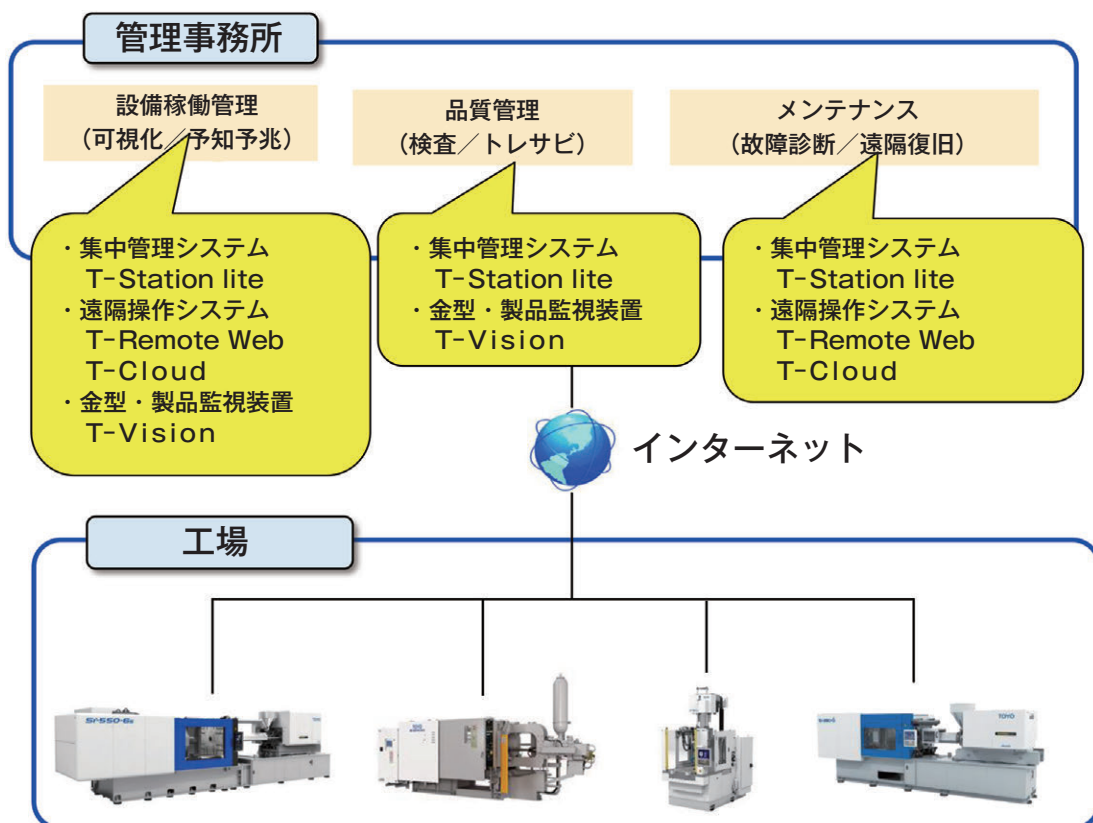 管理事務所
設備稼働管理
（可視化／予知予兆）
品質管理
（検査／トレサビ）
メンテナンス
（故障診断／遠隔復旧）
・集中管理システム
T-Station lite
・遠隔操作システム
T-Remote Web
T-Cloud
・金型・製品監視装置
T-Vision
・集中管理システム
T-Station lite
・金型・製品監視装置
T-Vision
・集中管理システム
T-Station lite
・遠隔操作システム
T-Remote Web
T-Cloud
インターネット
工場
Si-550-6s
TOYO
TOYO